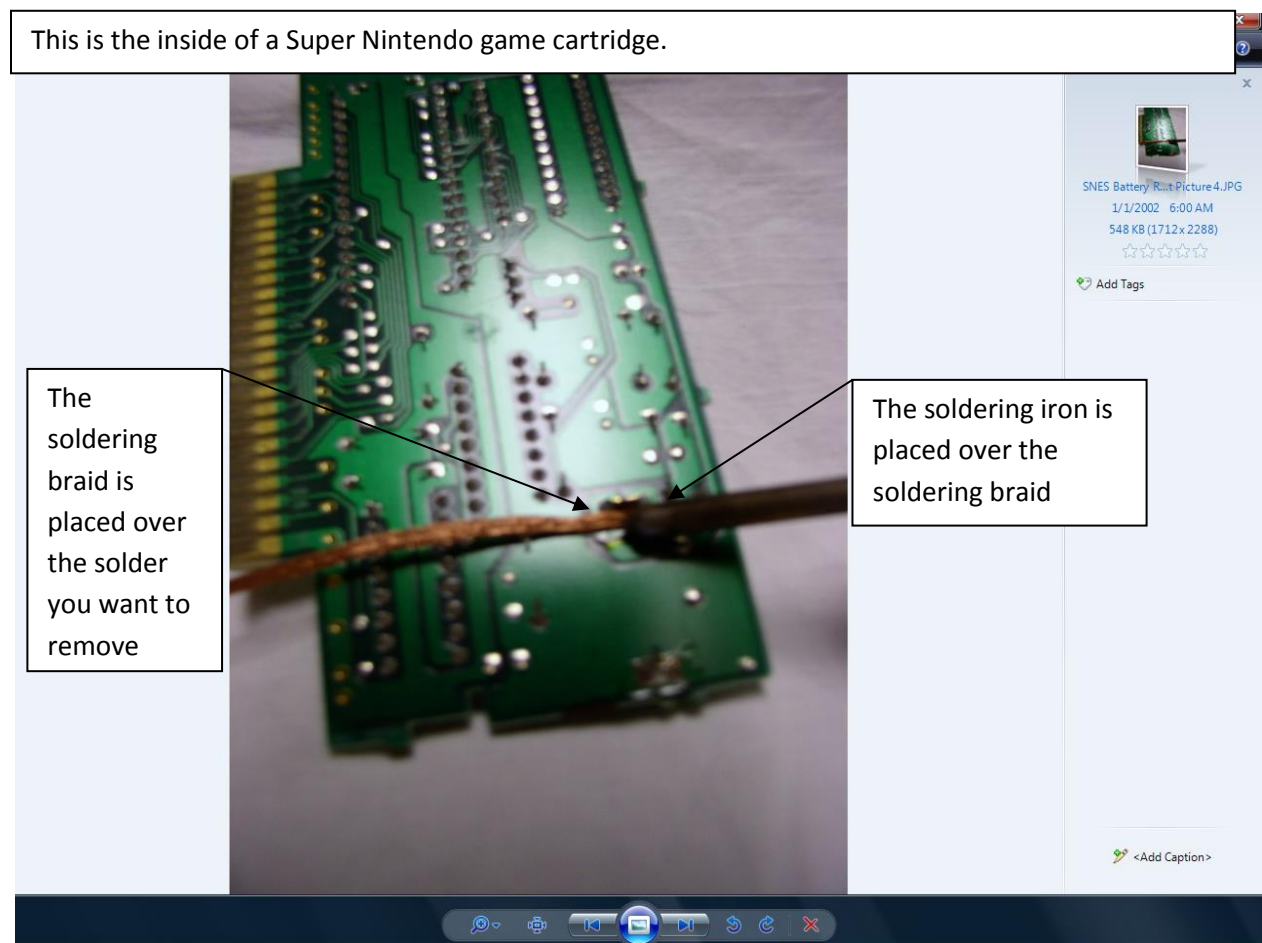 This is the inside of a Super Nintendo game cartridge.
SNES Battery R...t Picture 4.JPG
1/1/2002 6:00 AM
548 KB (1712 x 2288)
Add Tags
The
soldering
braid is
placed over
the solder
you want to
remove
The soldering iron is
placed over the
soldering braid
<Add Caption>